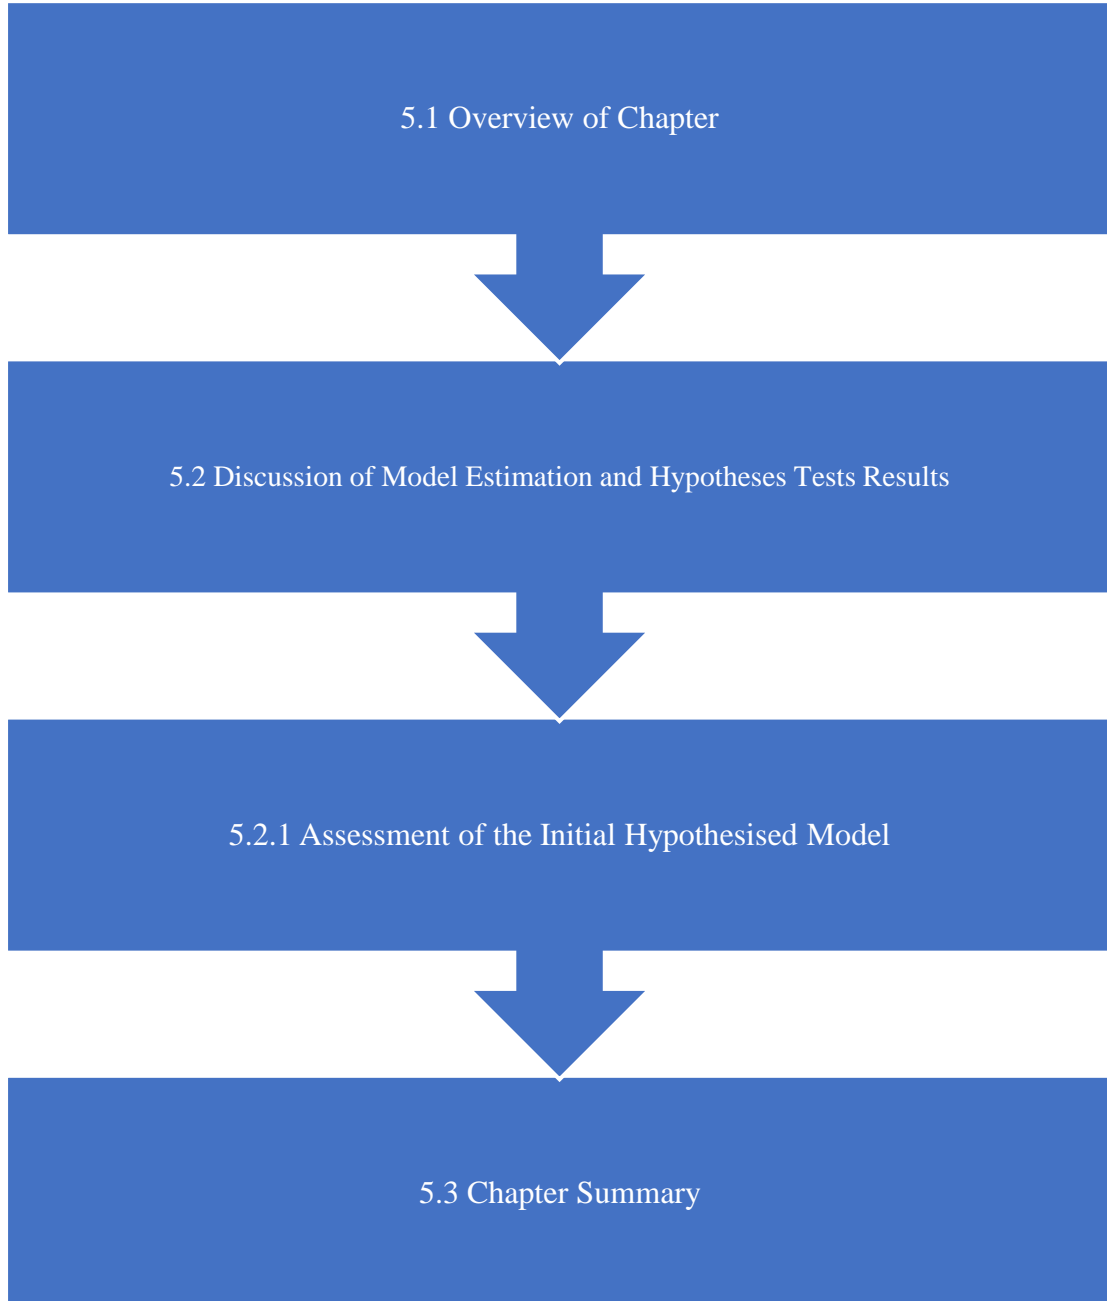 5.1 Overview of Chapter
5.2 Discussion of Model Estimation and Hypotheses Tests Results
5.2.1 Assessment of the Initial Hypothesised Model
5.3 Chapter Summary